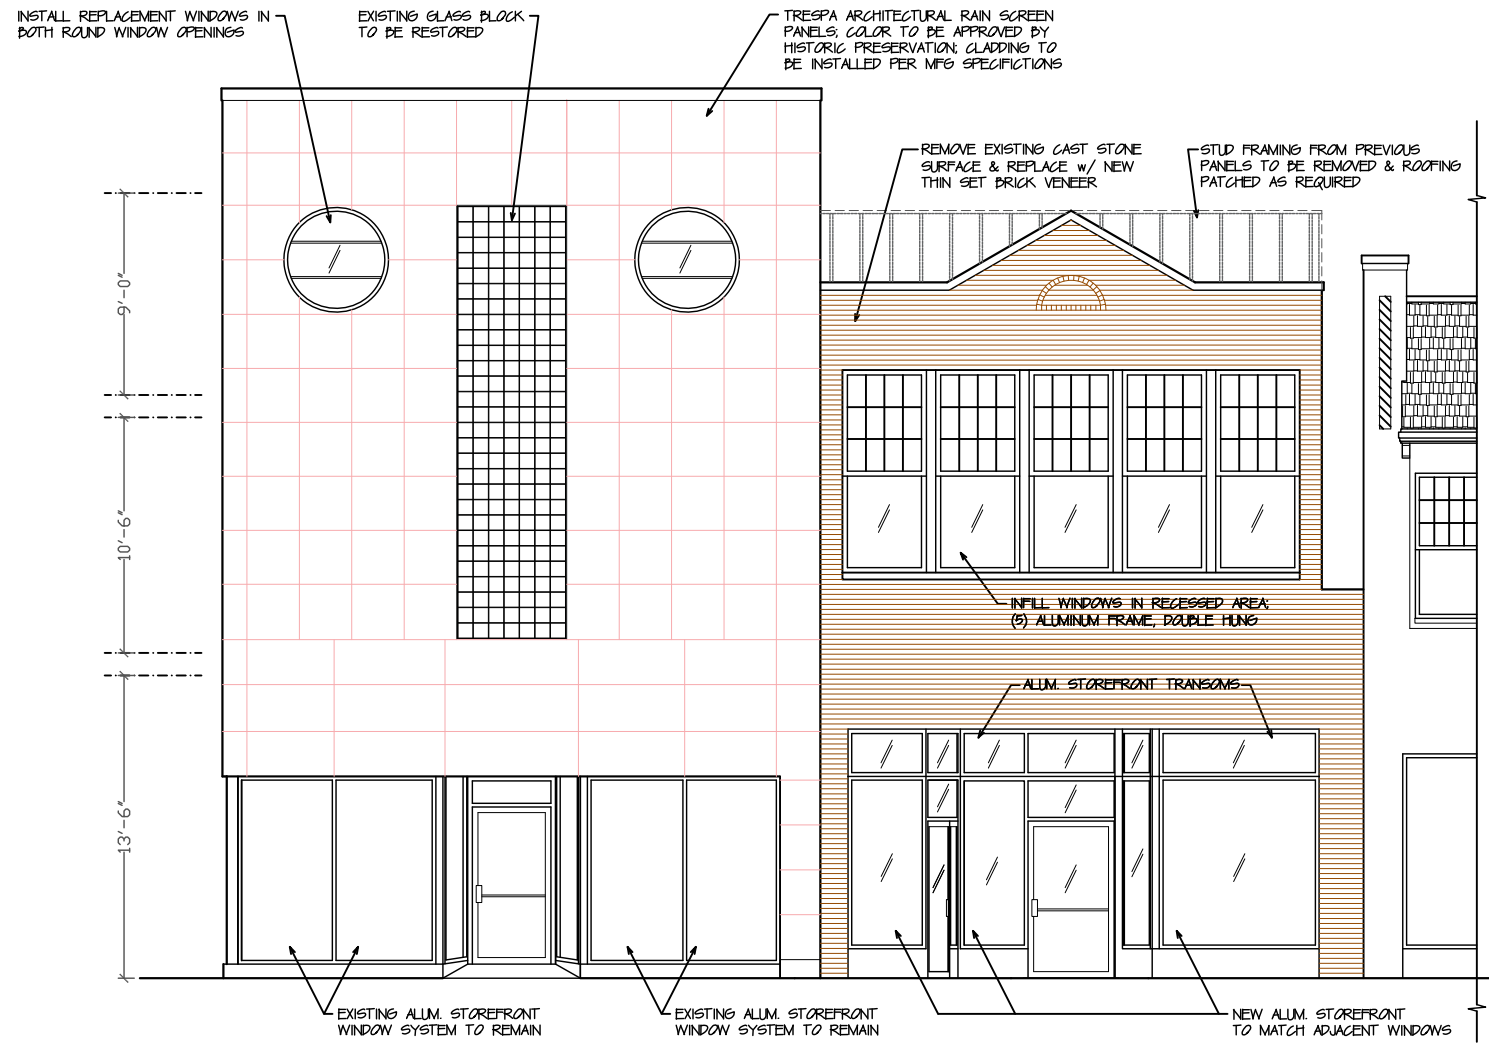 INSTALL REPLACEMENT WINDOWS IN
BOTH ROUND WINDOW OPENINGS
EXISTING GLASS BLOCK
TO BE RESTORED
TRESPA ARCHITECTURAL RAIN SCREEN
PANELS; COLOR TO BE APPROVED BY
HISTORIC PRESERVATION; CLADDING TO
BE INSTALLED PER MFG SPECIFICTIONS
REMOVE EXISTING CAST STONE
SURFACE & REPLACE w/ NEW
THIN SET BRICK VENEER
STUD FRAMING FROM PREVIOUS
PANELS TO BE REMOVED & ROOFING
PATCHED AS REQUIRED
9'-0"
10'-6"
13'-6"
INFILL WINDOWS IN RECESSED AREA;
(5) ALUMINUM FRAME, DOUBLE HUNG
ALUM. STOREFRONT TRANSOMS
EXISTING ALUM. STOREFRONT
WINDOW SYSTEM TO REMAIN
EXISTING ALUM. STOREFRONT
WINDOW SYSTEM TO REMAIN
NEW ALUM. STOREFRONT
TO MATCH ADJACENT WINDOWS